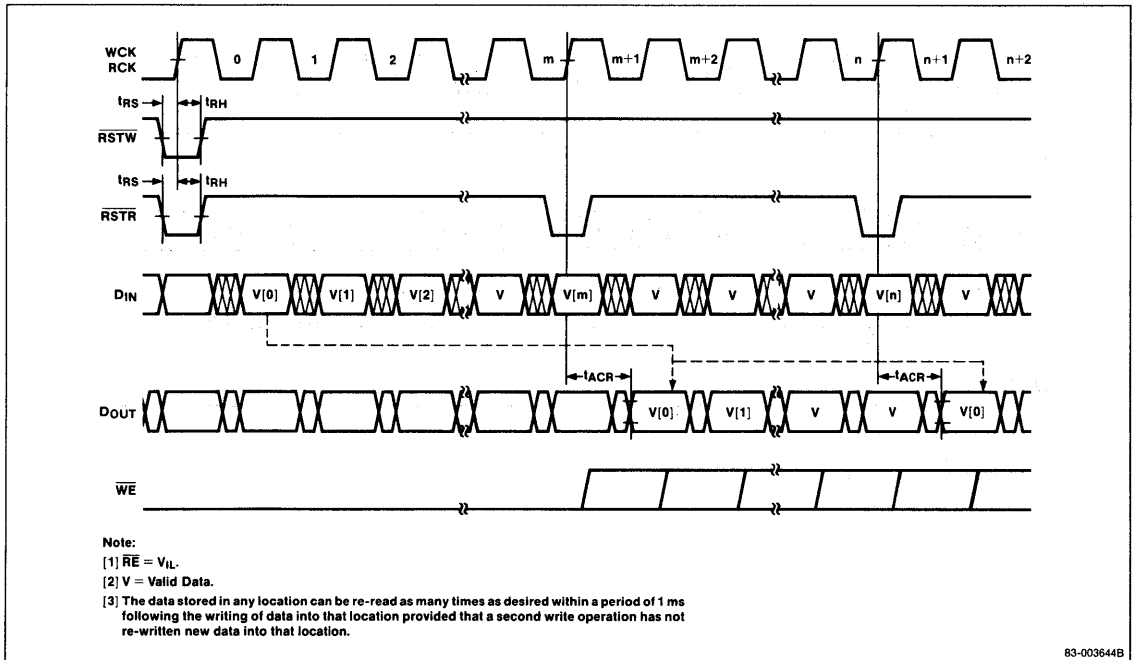 WCK
RCK
0 1 2 m m+1 m+2 n n+1 n+2
tRS tRH
RSTW
tRS tRH
RSTR
DIN V[0] V[1] V[2] V V[m] V V V V[n] V
tACR tACR
DOUT V[0] V[1] V V V[0]
WE
Note:
[1] RE = VIL.
[2] V = Valid Data.
[3] The data stored in any location can be re-read as many times as desired within a period of 1 ms
following the writing of data into that location provided that a second write operation has not
re-written new data into that location.
83-003644B